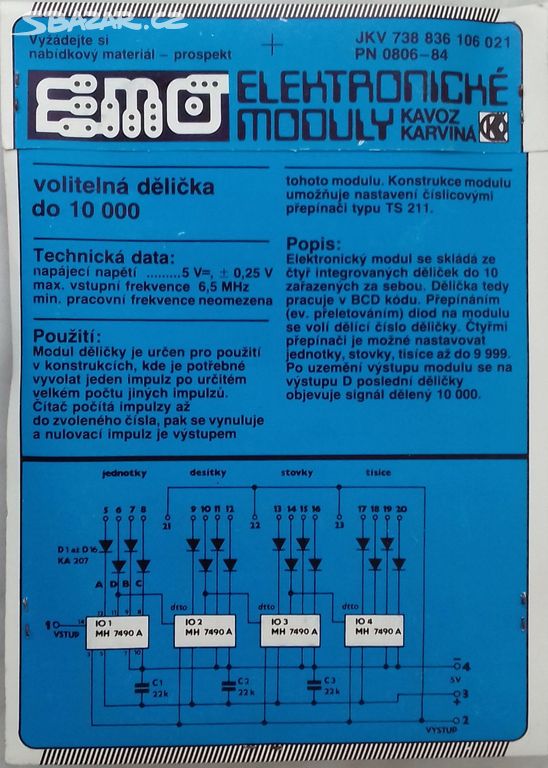 SBAZAR.CZ
Vyžádejte si
nabídkový materiál – prospekt
JKV 738 836 106 021
PN 0806–84
EMO
ELEKTRONICKÉ
MODULY
KAVOZ
KARVINÁ
volitelná dělička
do 10 000
Technická data:
napájecí napětí .........5 V=, ± 0,25 V
max. vstupní frekvence 6,5 MHz
min. pracovní frekvence neomezena
Použití:
Modul děličky je určen pro použití
v konstrukcích, kde je potřebné
vyvolat jeden impulz po určitém
velkém počtu jiných impulzů.
Čítač počítá impulzy až
do zvoleného čísla, pak se vynuluje
a nulovací impulz je výstupem
tohoto modulu. Konstrukce modulu
umožňuje nastavení číslicovými
přepínači typu TS 211.
Popis:
Elektronický modul se skládá ze
čtyř integrovaných děliček do 10
zařazených za sebou. Dělička tedy
pracuje v BCD kódu. Přepínáním
(ev. přeletováním) diod na modulu
se volí dělící číslo děličky. Čtyřmi
přepínači je možné nastavovat
jednotky, stovky, tisíce až do 9 999.
Po uzemění výstupu modulu se na
výstupu D poslední děličky
objevuje signál dělený 10 000.
jednotky desítky stovky tisíce
5 6 7 8 9 10 11 12 13 14 15 16 17 18 19 20
21 22 23
D1 až D16
KA 207
A D B C
12 11 9 8
1 14
VSTUP
IO 1
MH 7490 A
dtto
IO 2
MH 7490 A
dtto
IO 3
MH 7490 A
dtto
IO 4
MH 7490 A
C1
22k
C2
22k
C3
22k
– 4
5V
3
+
2
VÝSTUP